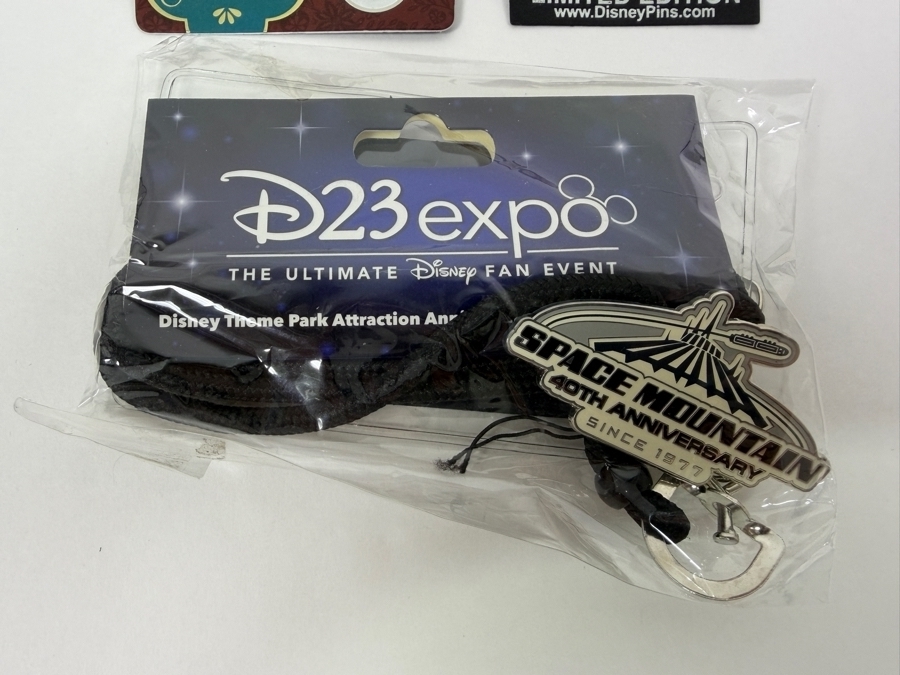 LIMITED EDITION
www.DisneyPins.com
D23 expo
THE ULTIMATE Disney FAN EVENT
Disney Theme Park Attraction
SPACE MOUNTAIN
40TH ANNIVERSARY
SINCE 1977